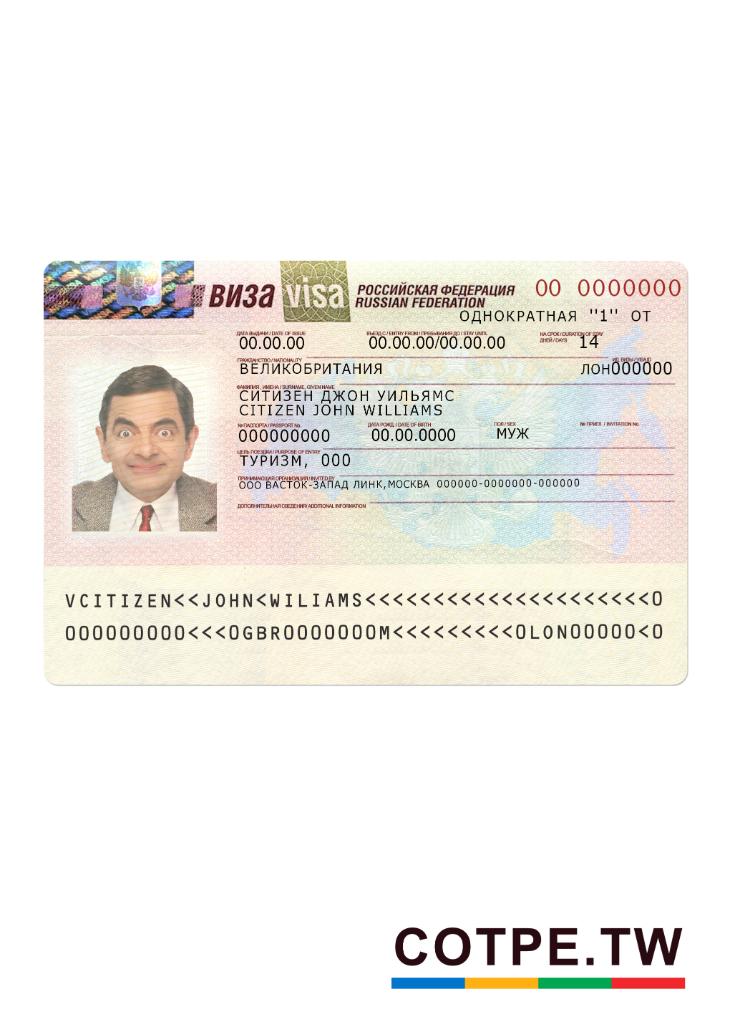 ВИЗА visa РОССИЙСКАЯ ФЕДЕРАЦИЯ 00 0000000
RUSSIAN FEDERATION
ОДНОКРАТНАЯ "1" ОТ
ДАТА ВЫДАЧИ / DATE OF ISSUE ВЪЕЗД С / ENTRY FROM / ПРЕБЫВАНИЕ ДО / STAY UNTIL НА СРОК / DURATION OF STAY
ДНЕЙ / DAYS
00.00.00 00.00.00/00.00.00 14
ГРАЖДАНСТВО / NATIONALITY ИД. ВИЗЫ / VISA ID
ВЕЛИКОБРИТАНИЯ ЛОН000000
ФАМИЛИЯ, ИМЕНА / SURNAME, GIVEN NAME
СИТИЗЕН ДЖОН УИЛЬЯМС
CITIZEN JOHN WILLIAMS
№ ПАСПОРТА / PASSPORT No. ДАТА РОЖД. / DATE OF BIRTH ПОЛ / SEX № ПРИГЛ. / INVITATION No.
000000000 00.00.0000 МУЖ
ЦЕЛЬ ПОЕЗДКИ / PURPOSE OF ENTRY
ТУРИЗМ, 000
ПРИНИМАЮЩАЯ ОРГАНИЗАЦИЯ / INVITED BY
ООО ВАСТОК-ЗАПАД ЛИНК,МОСКВА 000000-0000000-000000
ДОПОЛНИТЕЛЬНЫЕ СВЕДЕНИЯ / ADDITIONAL INFORMATION
VCITIZEN<<JOHN<WILIAMS<<<<<<<<<<<<<<<<<<<<<0
000000000<<<0GBR0000000M<<<<<<<<<0LON00000<0
COTPE.TW